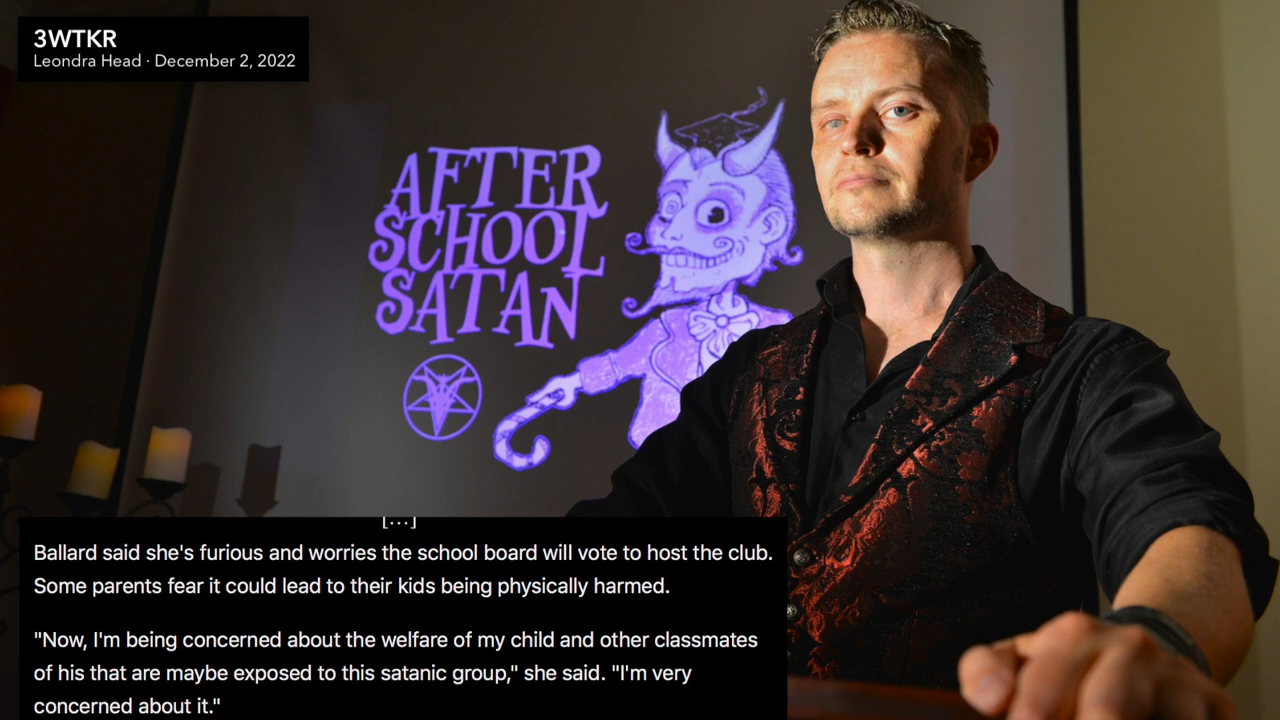 3WTKR
Leondra Head · December 2, 2022
AFTER
SCHOOL
SATAN
[...]
Ballard said she's furious and worries the school board will vote to host the club.
Some parents fear it could lead to their kids being physically harmed.
"Now, I'm being concerned about the welfare of my child and other classmates
of his that are maybe exposed to this satanic group," she said. "I'm very
concerned about it."